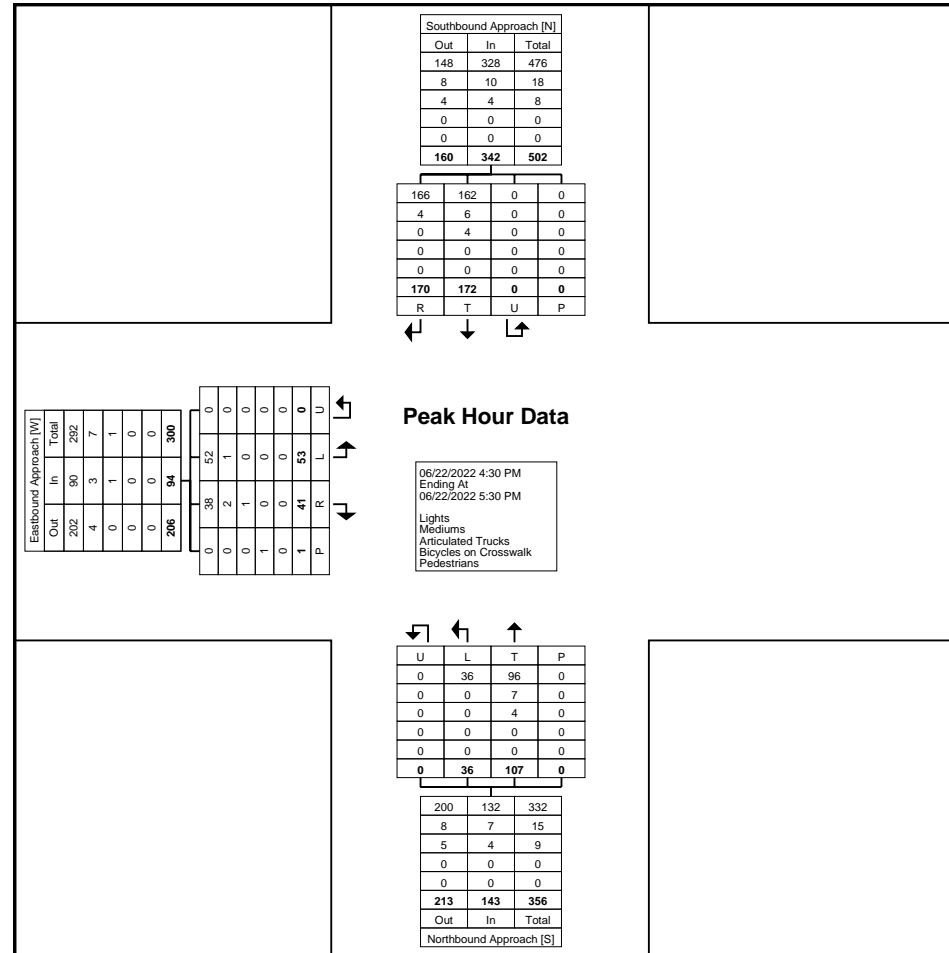 Southbound Approach [N]
Out In Total
148 328 476
8 10 18
4 4 8
0 0 0
0 0 0
160 342 502
166 162 0 0
4 6 0 0
0 4 0 0
0 0 0 0
0 0 0 0
170 172 0 0
R T U P
Eastbound Approach [W]
Out In Total
202 90 292
4 3 7
0 1 1
0 0 0
0 0 0
206 94 300
0 38 52 0
0 2 1 0
0 1 0 0
1 0 0 0
0 0 0 0
1 41 53 0
P R L U
Peak Hour Data
06/22/2022 4:30 PM
Ending At
06/22/2022 5:30 PM
Lights
Mediums
Articulated Trucks
Bicycles on Crosswalk
Pedestrians
U L T P
0 36 96 0
0 0 7 0
0 0 4 0
0 0 0 0
0 0 0 0
0 36 107 0
200 132 332
8 7 15
5 4 9
0 0 0
0 0 0
213 143 356
Out In Total
Northbound Approach [S]